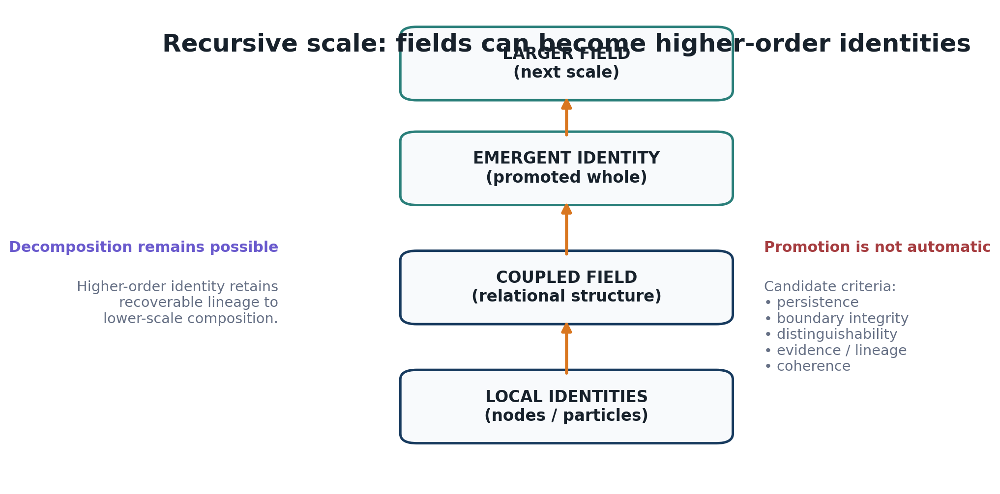 Recursive scale: fields can become higher-order identities
LARGER FIELD
(next scale)
EMERGENT IDENTITY
(promoted whole)
Decomposition remains possible
Higher-order identity retains
recoverable lineage to
lower-scale composition.
COUPLED FIELD
(relational structure)
Promotion is not automatic
Candidate criteria:
• persistence
• boundary integrity
• distinguishability
• evidence / lineage
• coherence
LOCAL IDENTITIES
(nodes / particles)